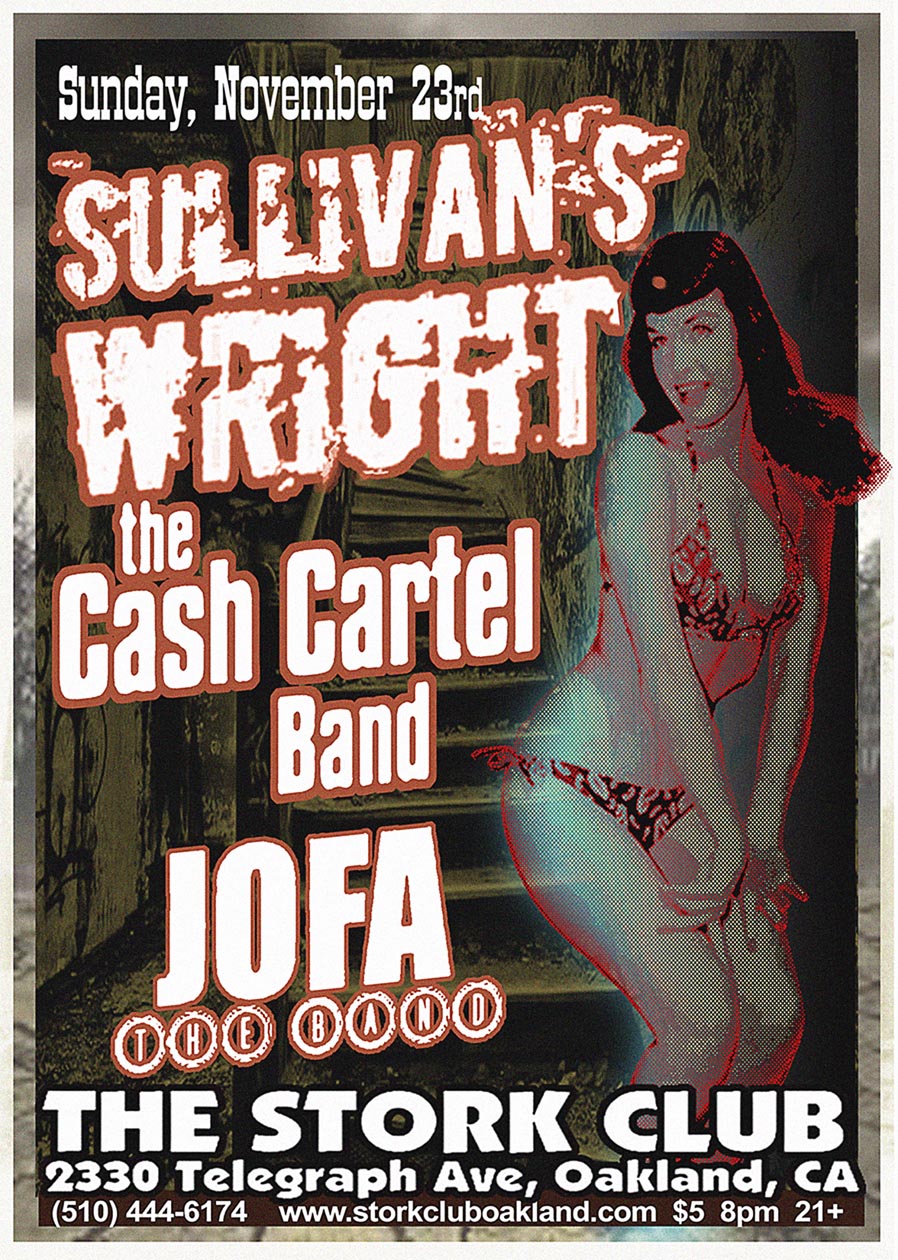 Sunday, November 23rd
SULLIVAN'S
WRIGHT
the
Cash Cartel
Band
JOFA
THE BAND
THE STORK CLUB
2330 Telegraph Ave, Oakland, CA
(510) 444-6174 www.storkcluboakland.com $5 8pm 21+